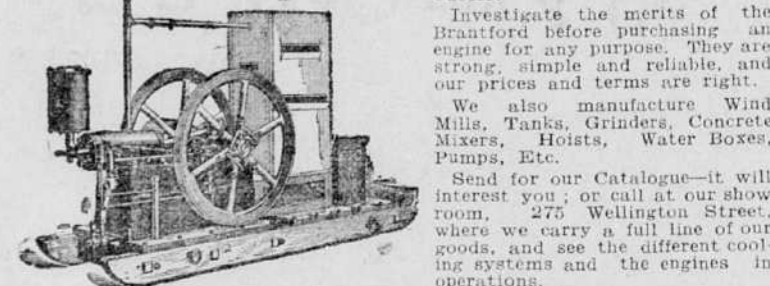 Investigate the merits of the
Brantford before purchasing an
engine for any purpose. They are
strong, simple and reliable, and
our prices and terms are right.
We also manufacture Wind
Mills, Tanks, Grinders, Concrete
Mixers, Hoists, Water Boxes,
Pumps, Etc.
Send for our Catalogue—it will
interest you ; or call at our show
room, 275 Wellington Street,
where we carry a full line of our
goods, and see the different cool-
ing systems and the engines in
operations.